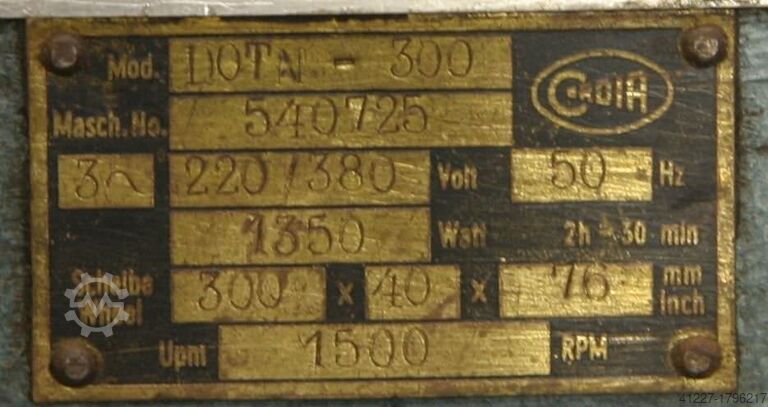 Mod. DOTN - 300
Masch. No. 540725
3~ 220/380 Volt 50 Hz
1350 Watt 2h - 30 min
Scheibe Wheel 300 x 40 x 76 mm inch
Upm 1500 RPM
41227-1796217